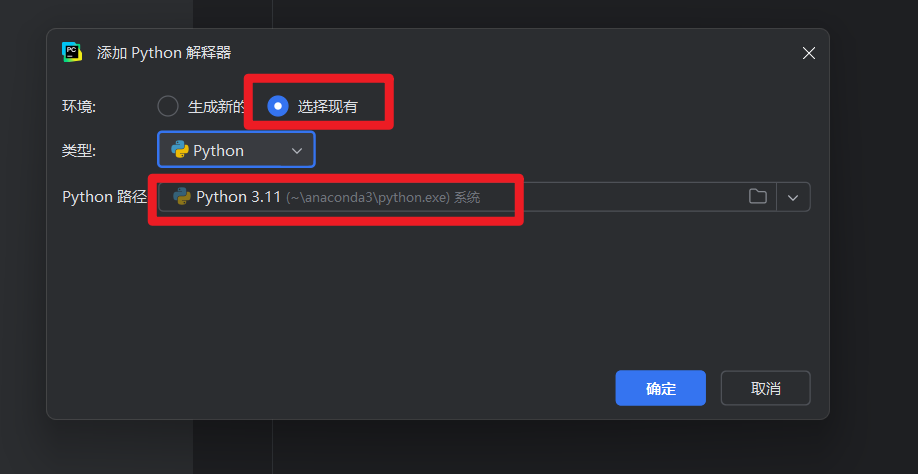 添加 Python 解释器
环境: 生成新的 选择现有
类型: Python
Python 路径 Python 3.11 (~\anaconda3\python.exe) 系统
确定 取消